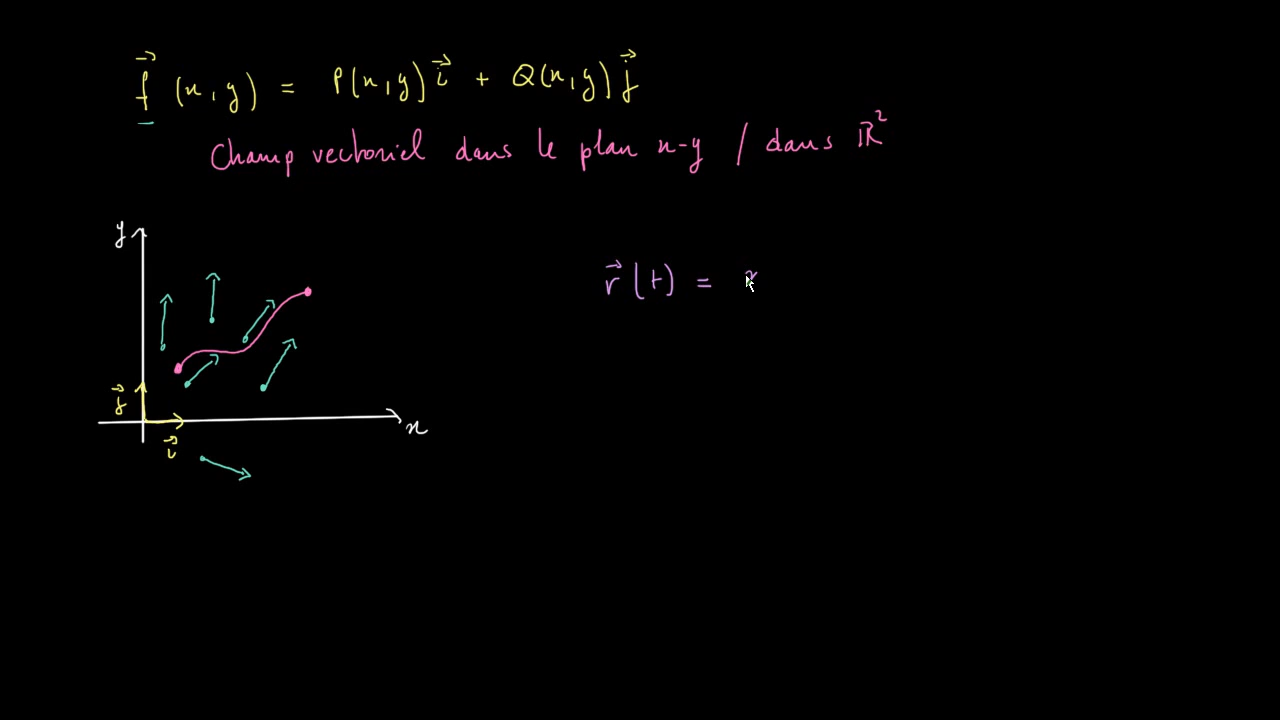 f⃗ (x, y) = P(x, y) i⃗ + Q(x, y) j⃗
Champ vectoriel dans le plan x-y / dans ℝ²
y
r⃗(t) =
j⃗
x
i⃗